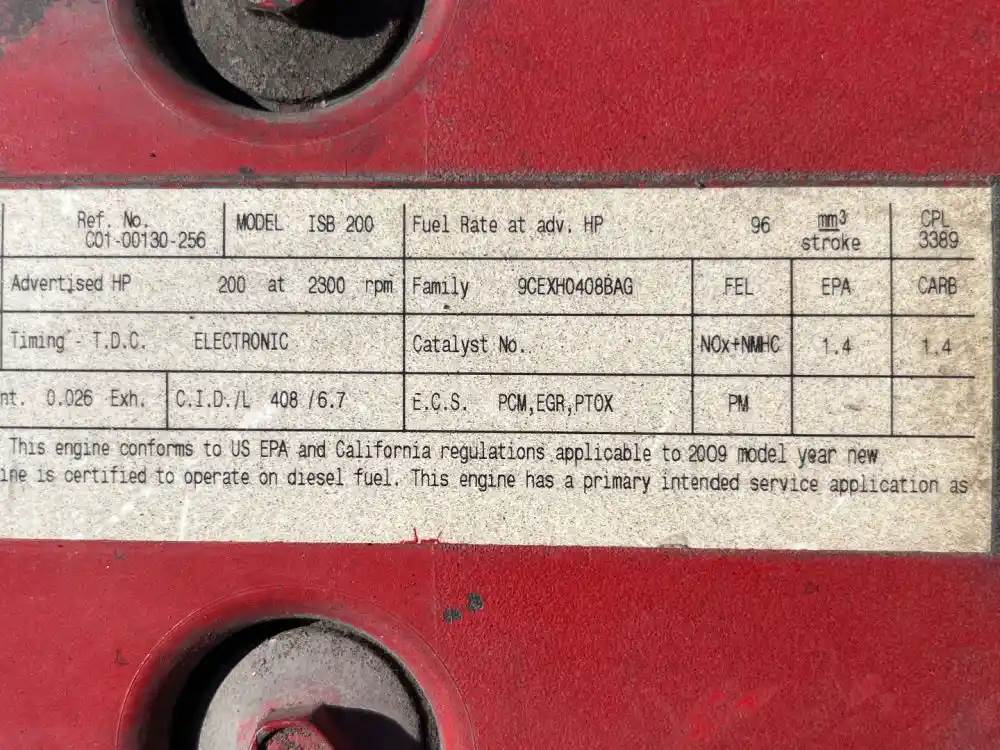 Ref. No. MODEL ISB 200 Fuel Rate at adv. HP 96 mm³ CPL
C01-00130-256 stroke 3389
Advertised HP 200 at 2300 rpm Family 9CEXH0408BAG FEL EPA CARB
Timing - T.D.C. ELECTRONIC Catalyst No. NOx+NMHC 1.4 1.4
nt. 0.026 Exh. C.I.D./L 408 /6.7 E.C.S. PCM,EGR,PTOX PM -
This engine conforms to US EPA and California regulations applicable to 2009 model year new
ine is certified to operate on diesel fuel. This engine has a primary intended service application as